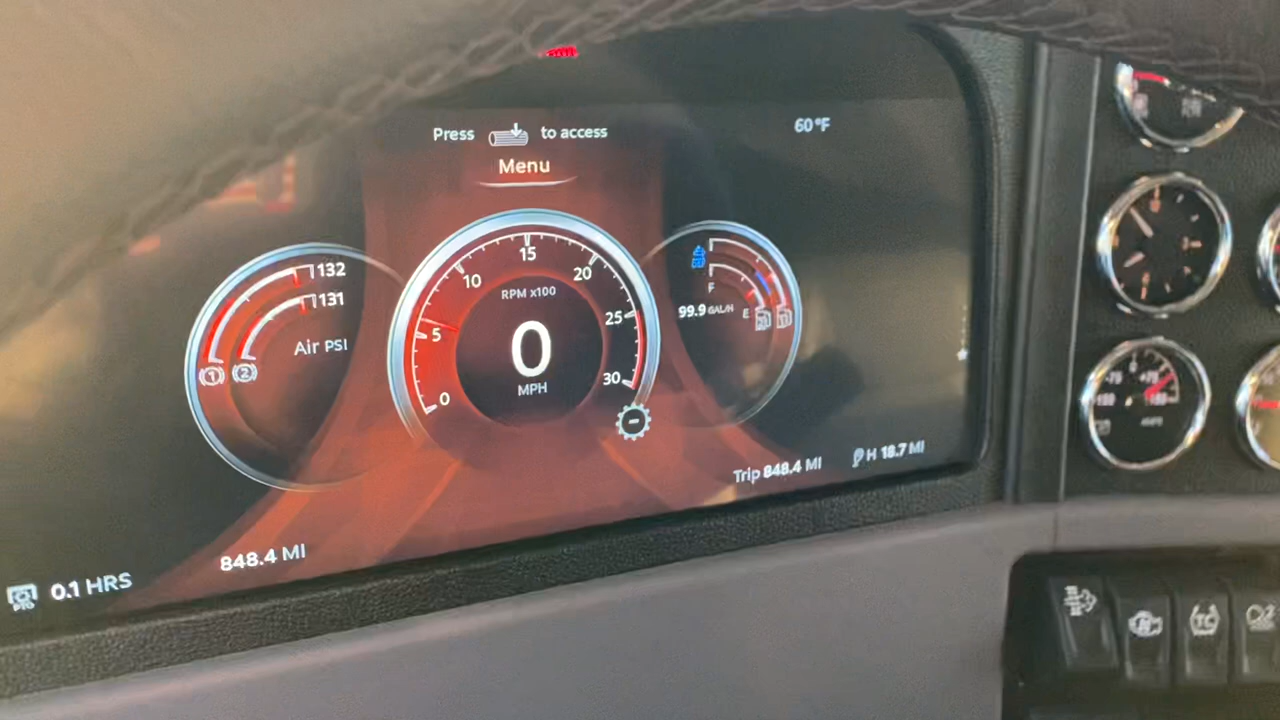 Press to access
60°F
Menu
132
131
Air PSI
1
2
0
5
10
15
20
25
30
RPM x100
0
MPH
F
99.9 GAL/H
E
Trip 848.4 MI
H 18.7 MI
848.4 MI
PTO
0.1 HRS
TC